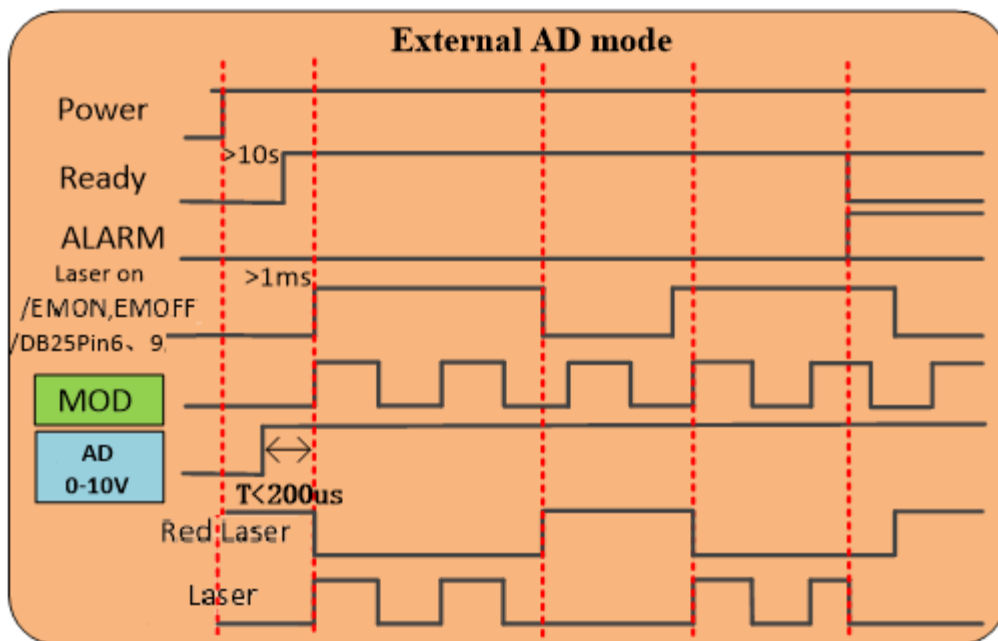 External AD mode
Power
>10s
Ready
ALARM
Laser on
>1ms
/EMON,EMOFF
/DB25Pin6、9,
MOD
AD
0-10V
T<200us
Red Laser
Laser